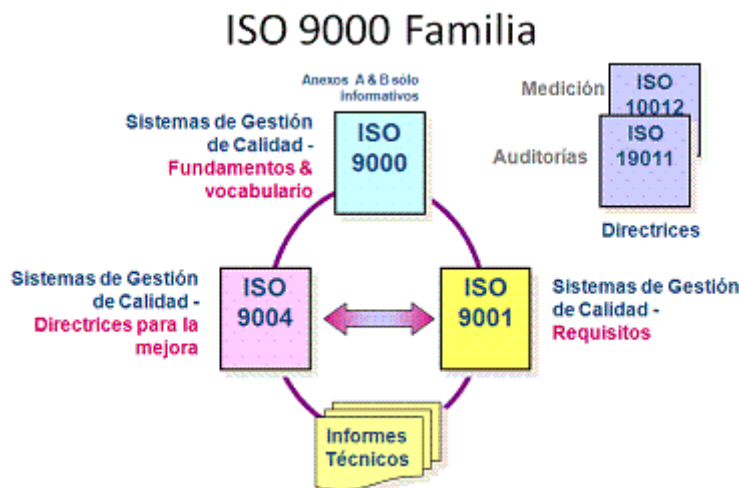 ISO 9000 Familia
Anexos A & B sólo
informativos
Sistemas de Gestión
de Calidad -
Fundamentos &
vocabulario
ISO
9000
Medición
ISO
10012
Auditorías
ISO
19011
Directrices
Sistemas de Gestión
de Calidad -
Directrices para la
mejora
ISO
9004
ISO
9001
Sistemas de Gestión
de Calidad -
Requisitos
Informes
Técnicos